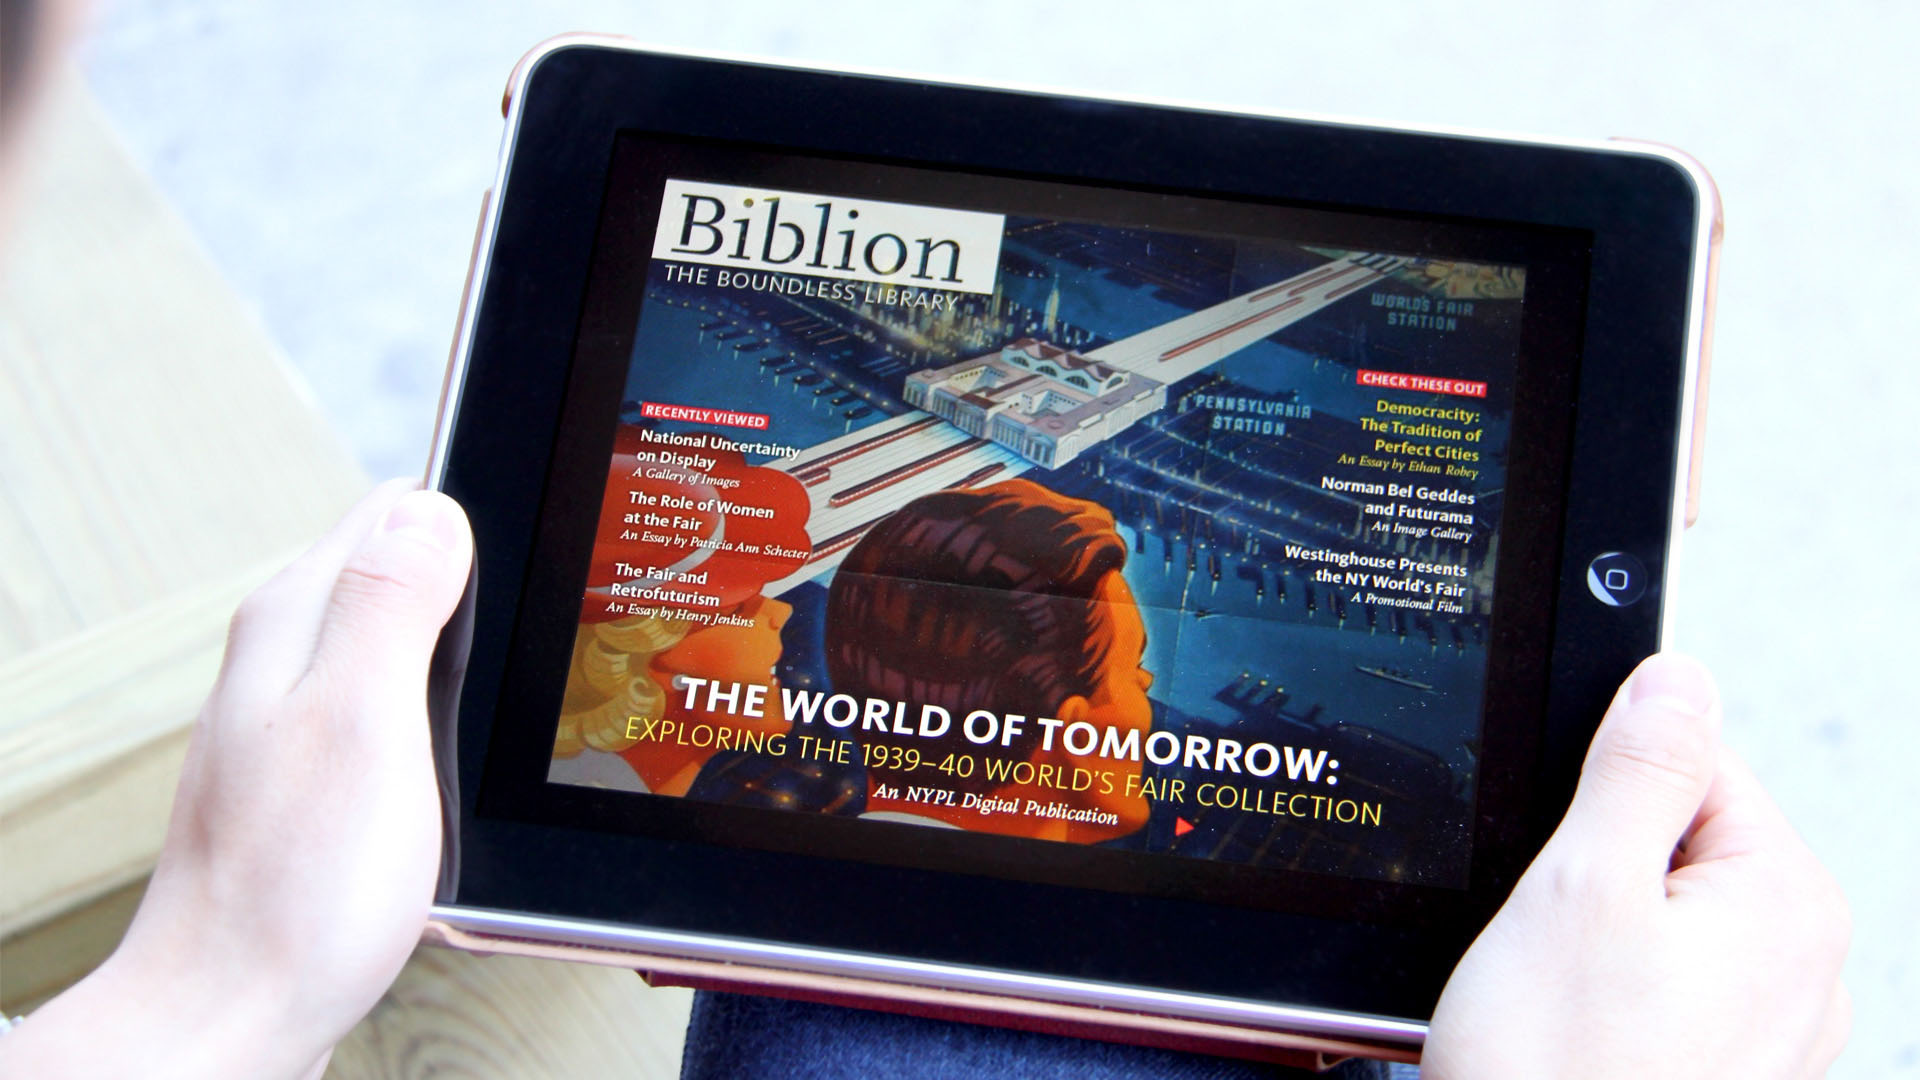 Biblion
THE BOUNDLESS LIBRARY
WORLD'S FAIR
STATION
PENNSYLVANIA
STATION
RECENTLY VIEWED
National Uncertainty
on Display
A Gallery of Images
The Role of Women
at the Fair
An Essay by Patricia Ann Schecter
The Fair and
Retrofuturism
An Essay by Henry Jenkins
CHECK THESE OUT
Democracity:
The Tradition of
Perfect Cities
An Essay by Ethan Robey
Norman Bel Geddes
and Futurama
An Image Gallery
Westinghouse Presents
the NY World's Fair
A Promotional Film
THE WORLD OF TOMORROW:
EXPLORING THE 1939–40 WORLD'S FAIR COLLECTION
An NYPL Digital Publication